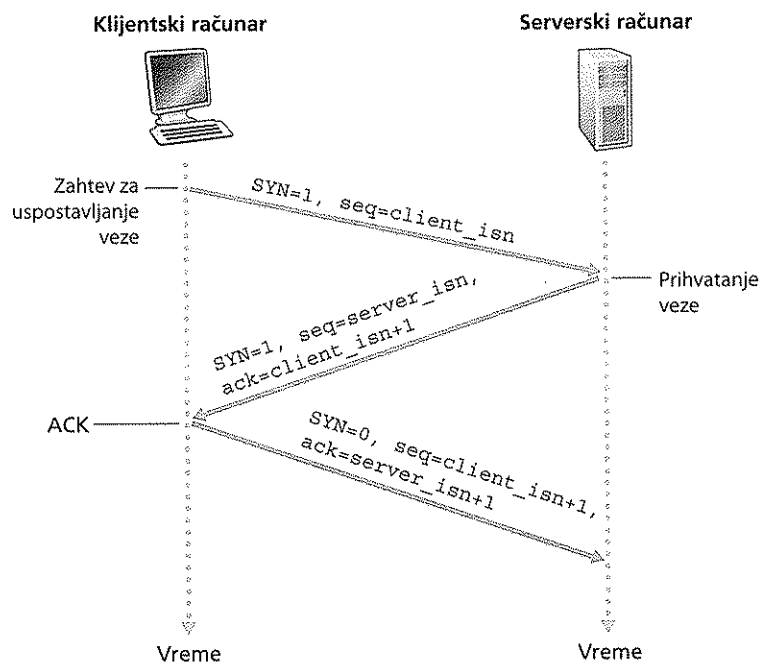 Klijentski računar
Serverski računar
Zahtev za
uspostavljanje
veze
SYN=1, seq=client_isn
Prihvatanje
veze
SYN=1, seq=server_isn,
ack=client_isn+1
ACK
SYN=0, seq=client_isn+1,
ack=server_isn+1
Vreme
Vreme